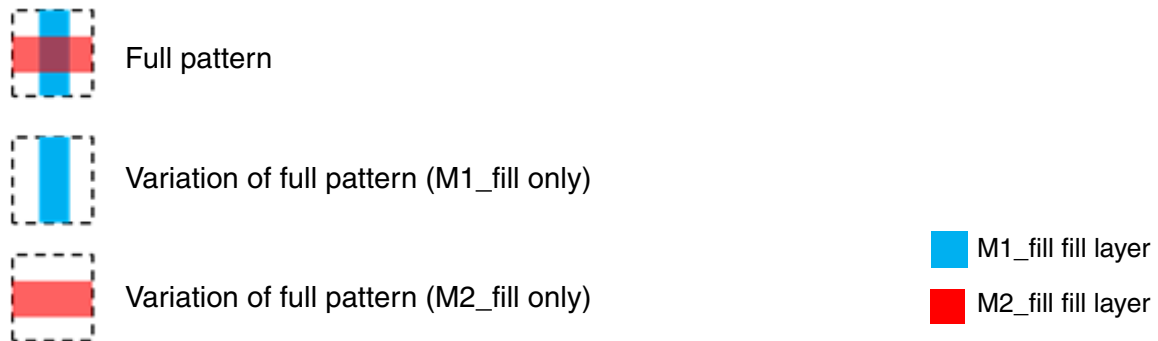 Full pattern
Variation of full pattern (M1_fill only)
M1_fill fill layer
Variation of full pattern (M2_fill only)
M2_fill fill layer